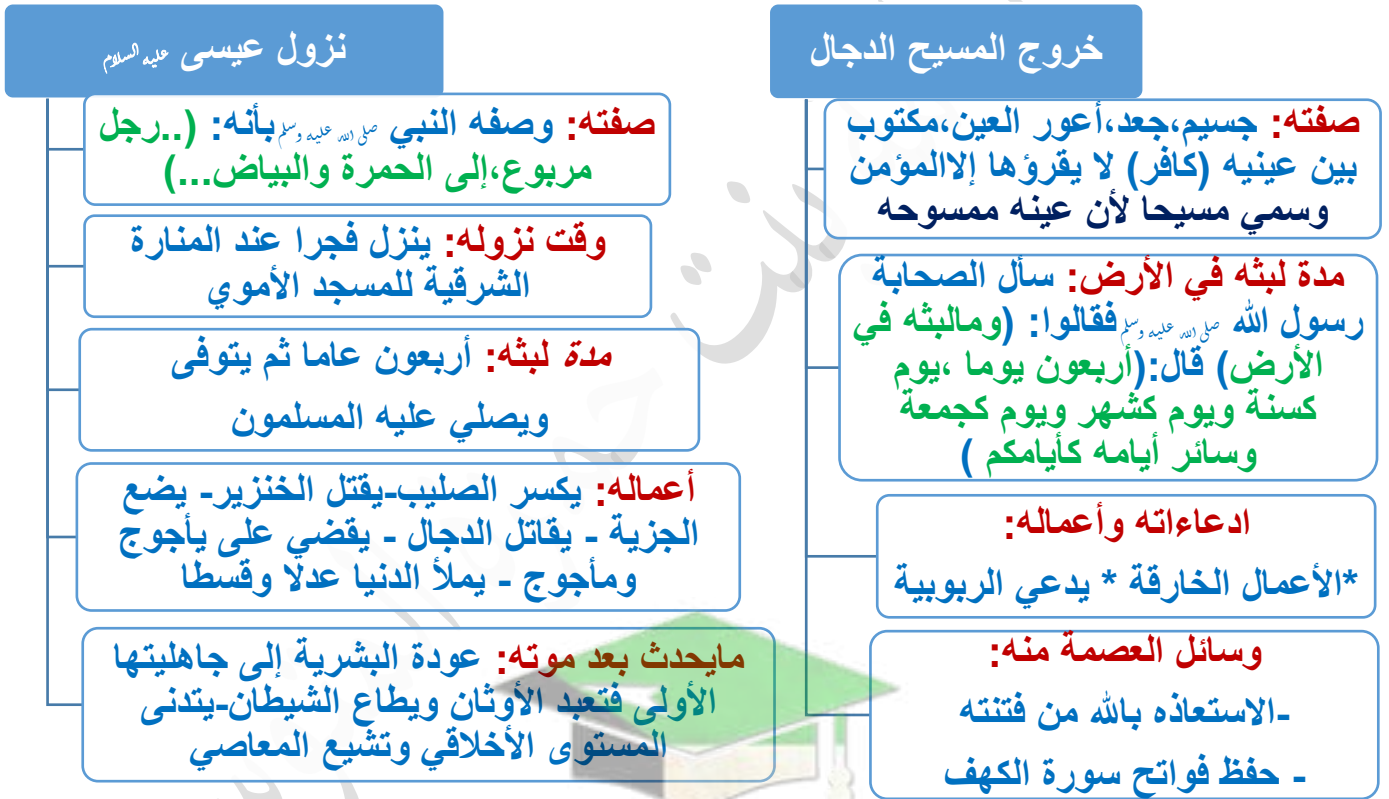 خروج المسيح الدجال
صفته: جسيم،جعد،أعور العين،مكتوب
بين عينيه (كافر) لا يقرؤها إلاالمؤمن
وسمي مسيحا لأن عينه ممسوحه
مدة لبثه في الأرض: سأل الصحابة
رسول الله صلى الله عليه وسلم فقالوا: (ومالبثه في
الأرض) قال:(أربعون يوما ،يوم
كسنة ويوم كشهر ويوم كجمعة
وسائر أيامه كأيامكم )
ادعاءاته وأعماله:
*الأعمال الخارقة * يدعي الربوبية
وسائل العصمة منه:
-الاستعاذه بالله من فتنته
- حفظ فواتح سورة الكهف
نزول عيسى عليه السلام
صفته: وصفه النبي صلى الله عليه وسلم بأنه: (..رجل
مربوع،إلى الحمرة والبياض...)
وقت نزوله: ينزل فجرا عند المنارة
الشرقية للمسجد الأموي
مدة لبثه: أربعون عاما ثم يتوفى
ويصلي عليه المسلمون
أعماله: يكسر الصليب-يقتل الخنزير- يضع
الجزية - يقاتل الدجال - يقضي على يأجوج
ومأجوج - يملأ الدنيا عدلا وقسطا
مايحدث بعد موته: عودة البشرية إلى جاهليتها
الأولى فتعبد الأوثان ويطاع الشيطان-يتدنى
المستوى الأخلاقي وتشيع المعاصي